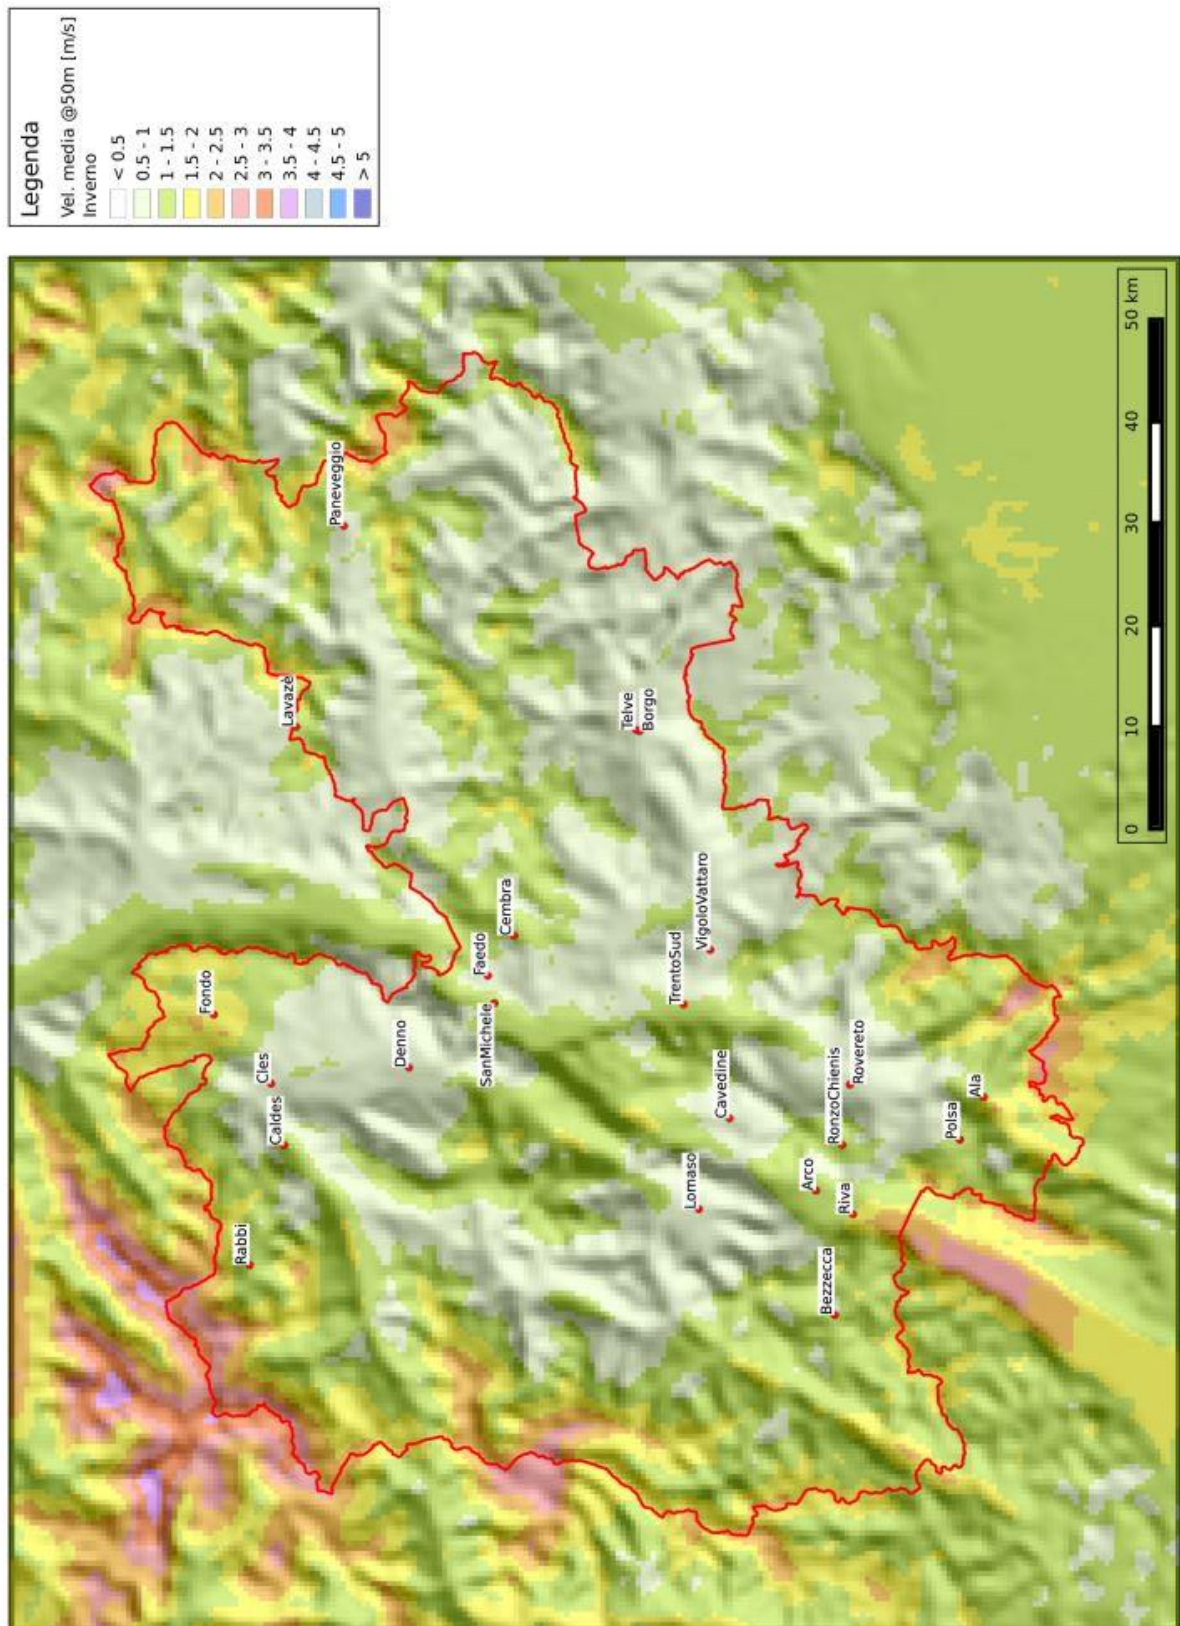 Legenda
Vel. media @50m [m/s]
Inverno
< 0.5
0.5 - 1
1 - 1.5
1.5 - 2
2 - 2.5
2.5 - 3
3 - 3.5
3.5 - 4
4 - 4.5
4.5 - 5
> 5
Rabbi
Caldes
Cles
Fondo
Lavazè
Paneveggio
Denno
SanMichele
Faedo
Cembra
Telve
Borgo
Lomaso
Cavedine
TrentoSud
VigoloVattaro
Bezzecca
Riva
Arco
RonzoChienis
Rovereto
Polsa
Ala
0
10
20
30
40
50 km